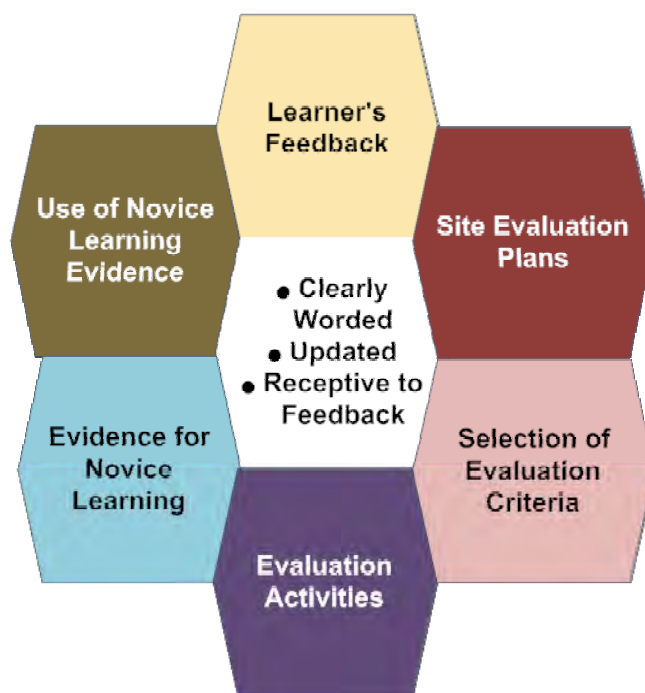 Learner's
Feedback
Use of Novice
Learning
Evidence
Site Evaluation
Plans
● Clearly
Worded
● Updated
● Receptive to
Feedback
Evidence for
Novice
Learning
Selection of
Evaluation
Criteria
Evaluation
Activities